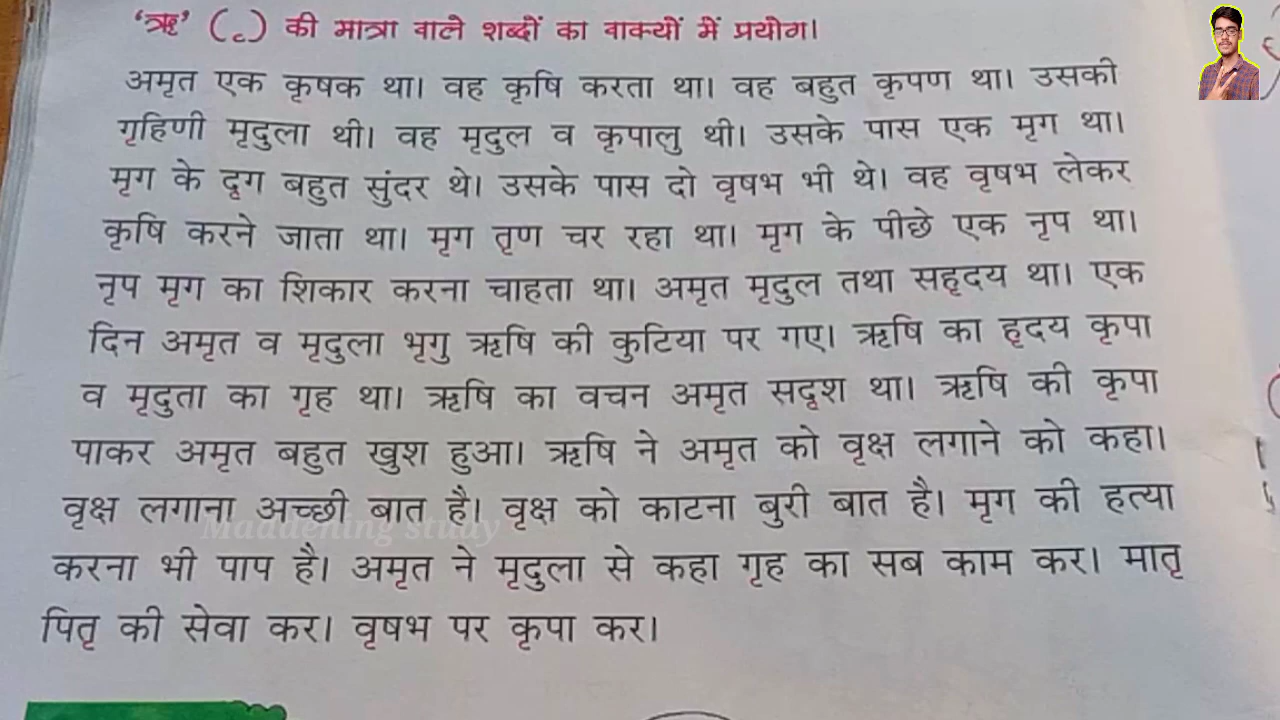 'ऋ' (ृ) की मात्रा वाले शब्दों का वाक्यों में प्रयोग।
अमृत एक कृषक था। वह कृषि करता था। वह बहुत कृपण था। उसकी
गृहिणी मृदुला थी। वह मृदुल व कृपालु थी। उसके पास एक मृग था।
मृग के दृग बहुत सुंदर थे। उसके पास दो वृषभ भी थे। वह वृषभ लेकर
कृषि करने जाता था। मृग तृण चर रहा था। मृग के पीछे एक नृप था।
नृप मृग का शिकार करना चाहता था। अमृत मृदुल तथा सहृदय था। एक
दिन अमृत व मृदुला भृगु ऋषि की कुटिया पर गए। ऋषि का हृदय कृपा
व मृदुता का गृह था। ऋषि का वचन अमृत सदृश था। ऋषि की कृपा
पाकर अमृत बहुत खुश हुआ। ऋषि ने अमृत को वृक्ष लगाने को कहा।
वृक्ष लगाना अच्छी बात है। वृक्ष को काटना बुरी बात है। मृग की हत्या
Maddening study
करना भी पाप है। अमृत ने मृदुला से कहा गृह का सब काम कर। मातृ
पितृ की सेवा कर। वृषभ पर कृपा कर।